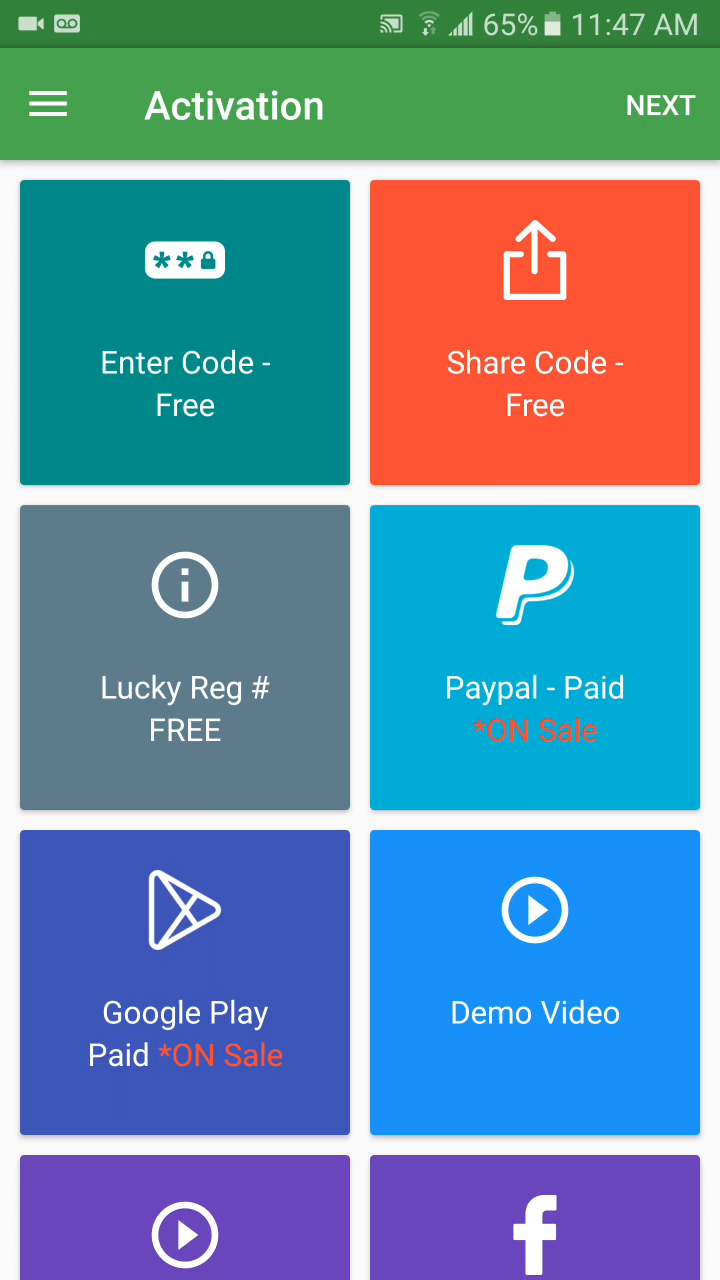 65% 11:47 AM
Activation
NEXT
Enter Code -
Free
Share Code -
Free
Lucky Reg #
FREE
Paypal - Paid
*ON Sale
Google Play
Paid *ON Sale
Demo Video